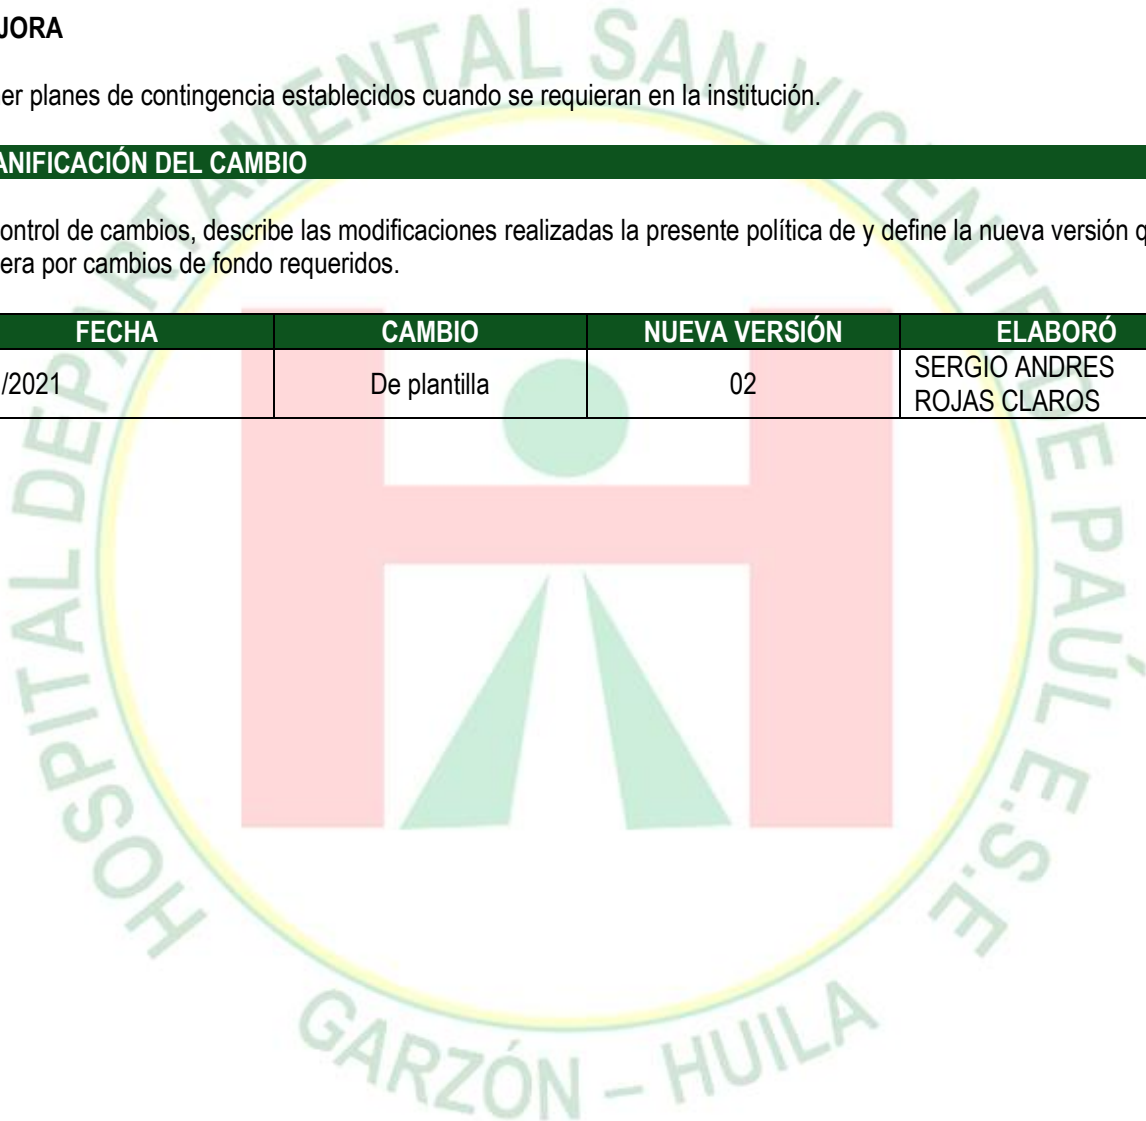 JORA
er planes de contingencia establecidos cuando se requieran en la institución.
ANIFICACIÓN DEL CAMBIO
ontrol de cambios, describe las modificaciones realizadas la presente política de y define la nueva versión q
era por cambios de fondo requeridos.
FECHA CAMBIO NUEVA VERSIÓN ELABORÓ
/2021 De plantilla 02 SERGIO ANDRES
ROJAS CLAROS
HOSPITAL DEPARTAMENTAL SAN VICENTE DE PAÚL E.S.E
GARZÓN – HUILA